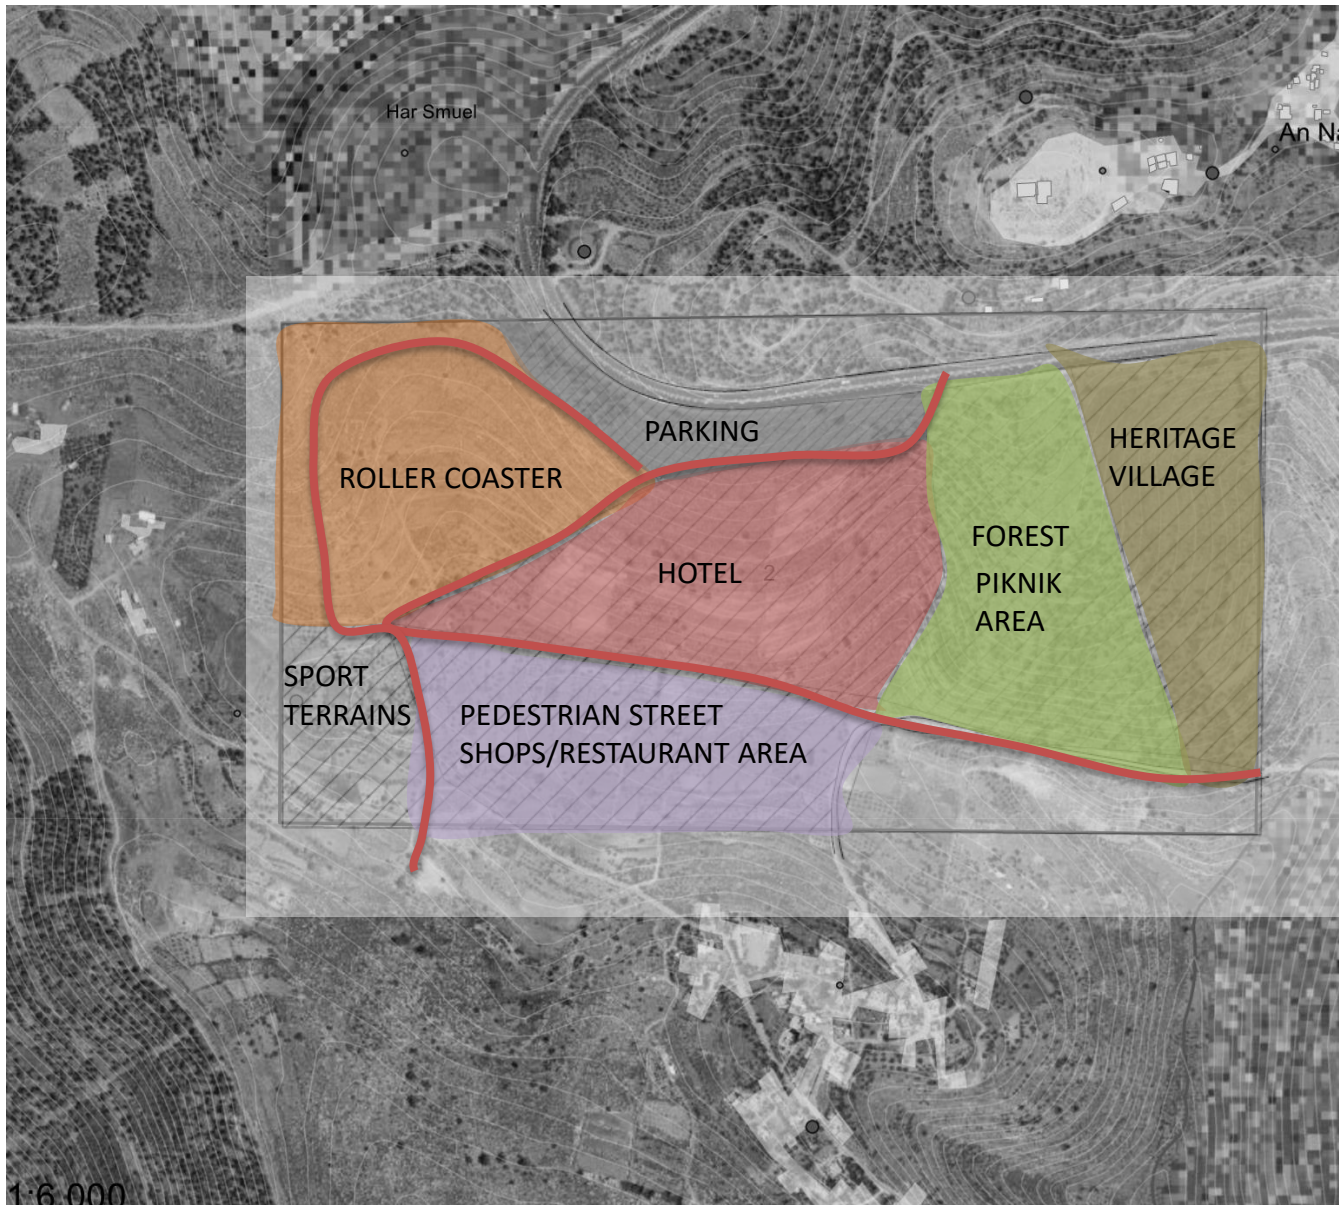 Har Smuel
An Na
PARKING
HERITAGE
VILLAGE
ROLLER COASTER
FOREST
PIKNIK
AREA
HOTEL 2
SPORT
TERRAINS
PEDESTRIAN STREET
SHOPS/RESTAURANT AREA
1:6 000